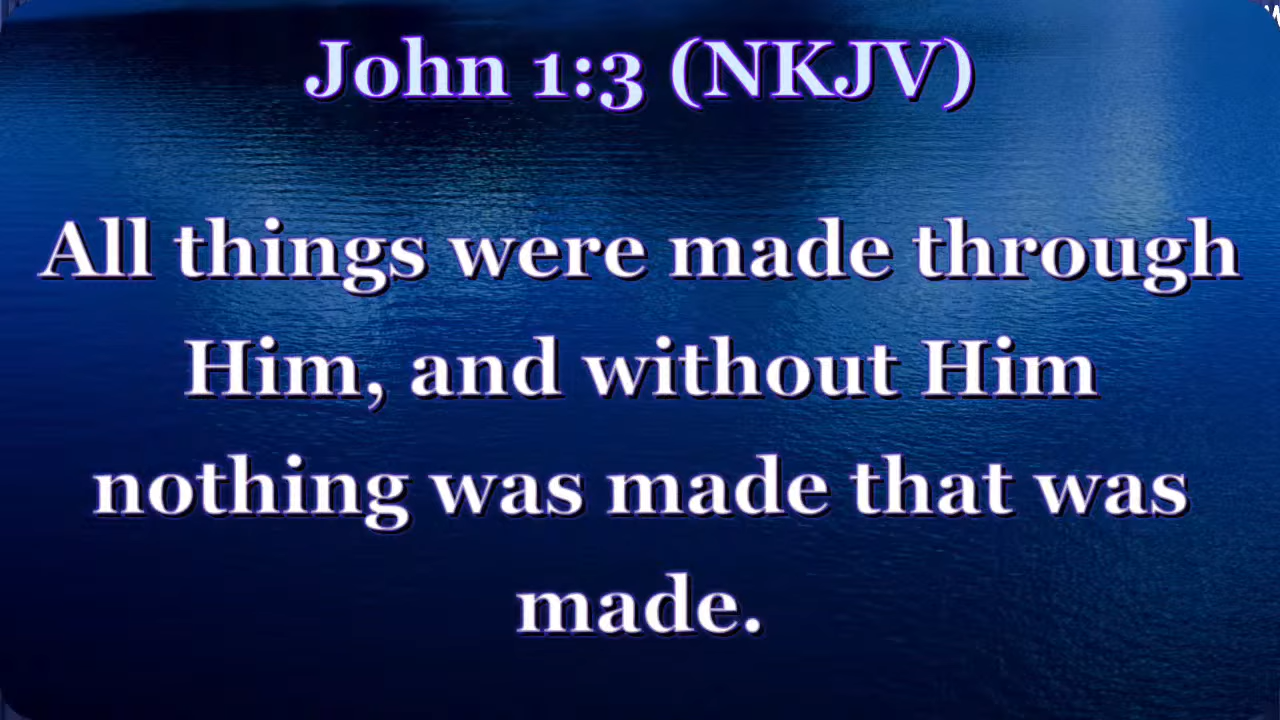 John 1:3 (NKJV)
All things were made through
Him, and without Him
nothing was made that was
made.